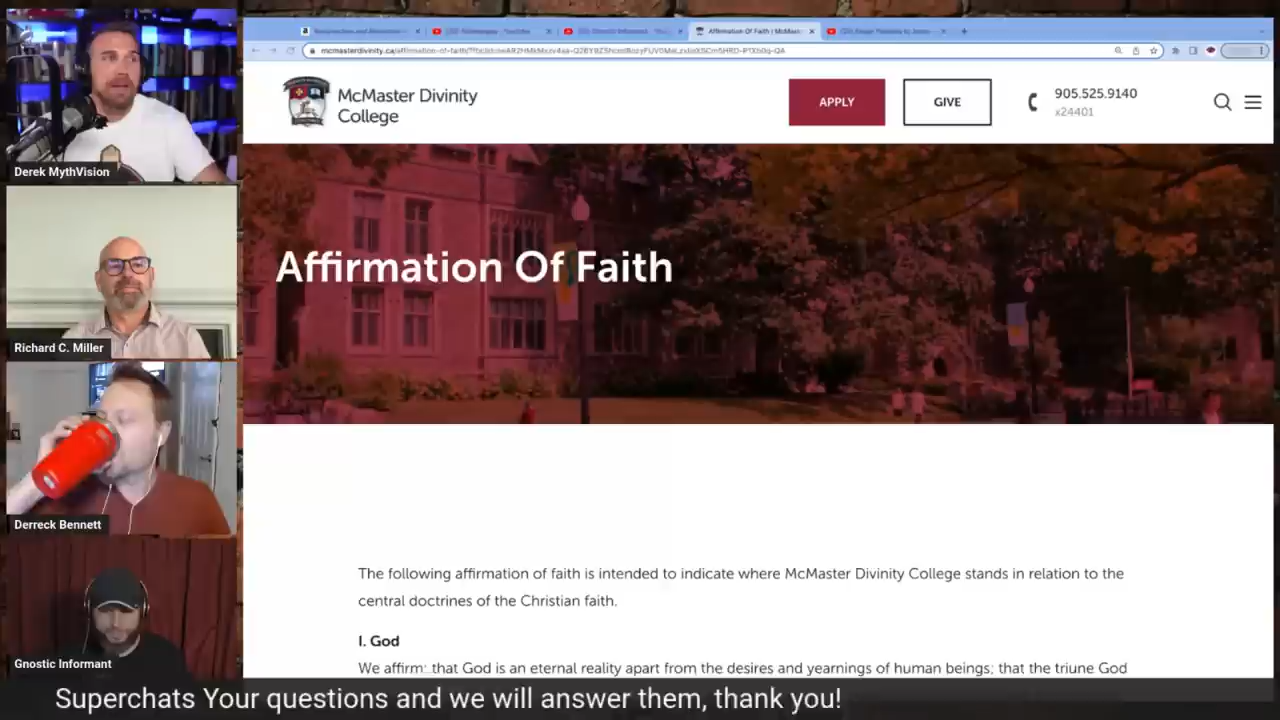 Derek MythVision
Richard C. Miller
Derreck Bennett
Gnostic Informant
Affirmation Of Faith | McMast
McMaster Divinity
College
APPLY
GIVE
905.525.9140
x24401
Affirmation Of Faith
The following affirmation of faith is intended to indicate where McMaster Divinity College stands in relation to the
central doctrines of the Christian faith.
I. God
We affirm: that God is an eternal reality apart from the desires and yearnings of human beings; that the triune God
Superchats Your questions and we will answer them, thank you!